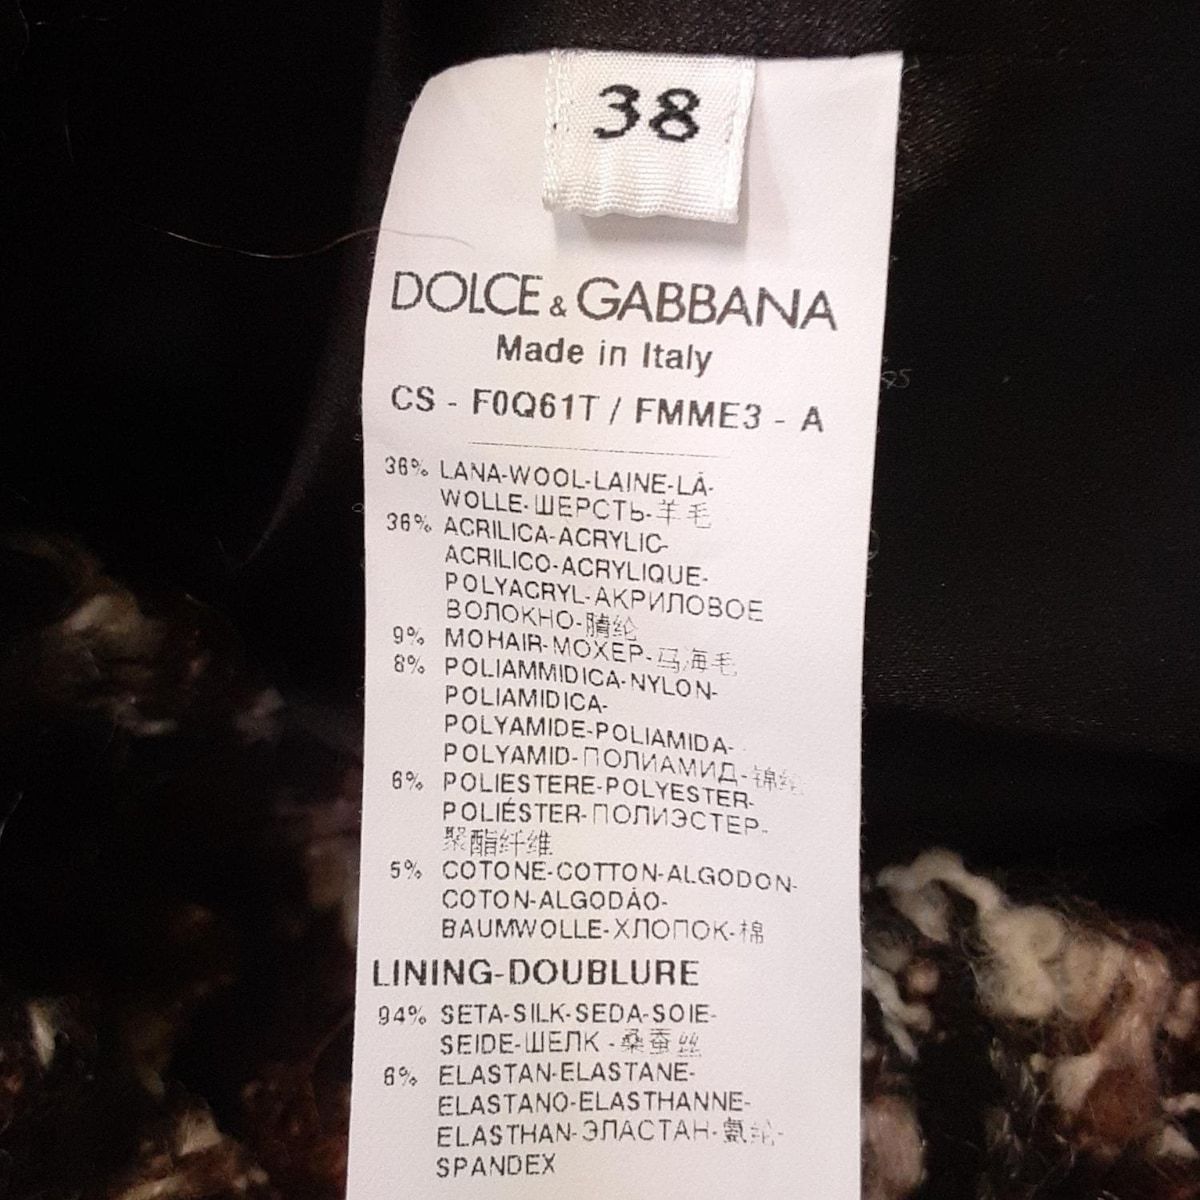 38
DOLCE & GABBANA
Made in Italy
CS - F0Q61T / FMME3 - A
36% LANA-WOOL-LAINE-LÃ-
WOLLE-ШЕРСТЬ-羊毛
36% ACRILICA-ACRYLIC-
ACRILICO-ACRYLIQUE-
POLYACRYL-АКРИЛОВОЕ
ВОЛОКНО-腈纶
9% MOHAIR-МОХЕР-马海毛
8% POLIAMMIDICA-NYLON-
POLIAMIDICA-
POLYAMIDE-POLIAMIDA-
POLYAMID-ПОЛИАМИД-锦纶
6% POLIESTERE-POLYESTER-
POLIÉSTER-ПОЛИЭСТЕР-
聚酯纤维
5% COTONE-COTTON-ALGODON-
COTON-ALGODÃO-
BAUMWOLLE-ХЛОПОК-棉
LINING-DOUBLURE
94% SETA-SILK-SEDA-SOIE-
SEIDE-ШЕЛК -桑蚕丝
6% ELASTAN-ELASTANE-
ELASTANO-ELASTHANNE-
ELASTHAN-ЭЛАСТАН-氨纶-
SPANDEX